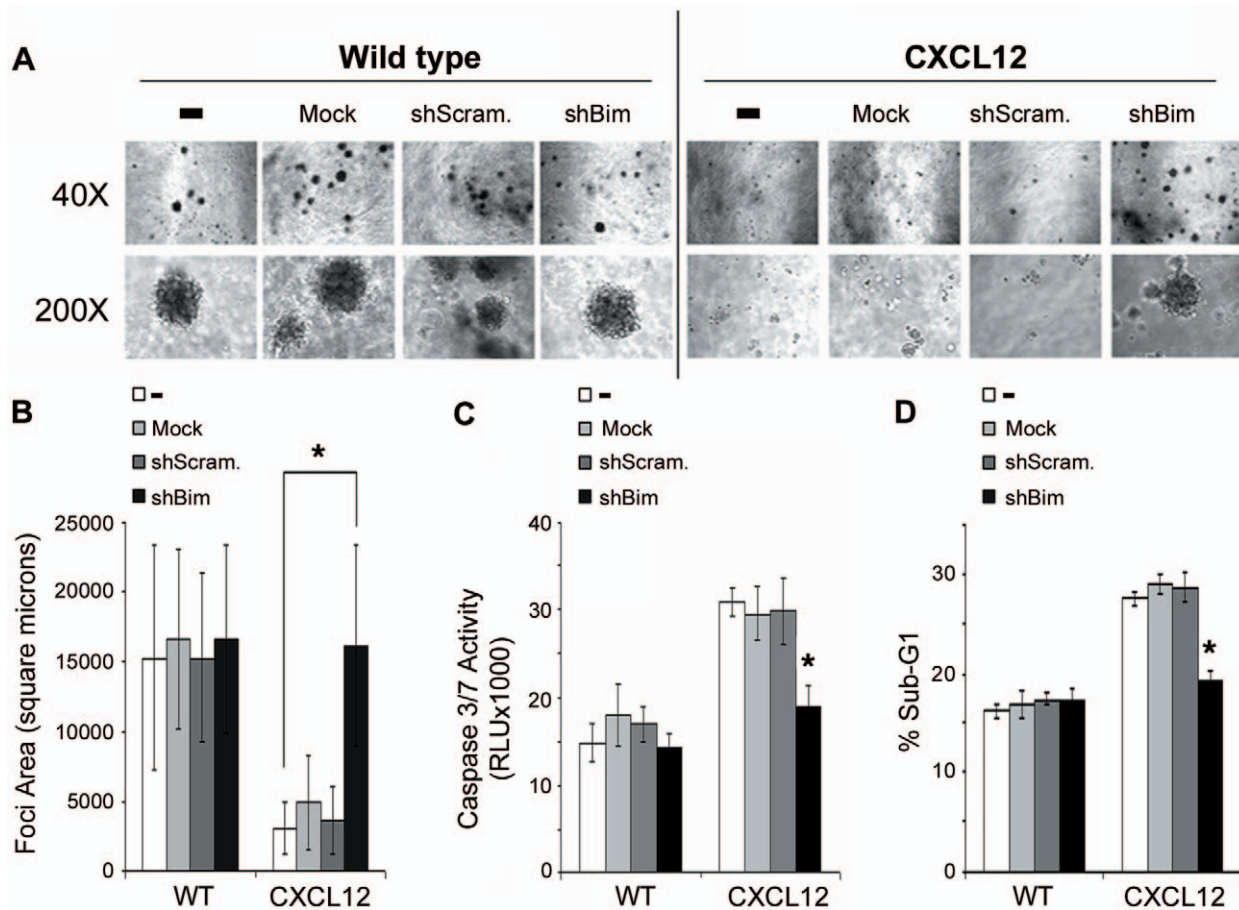 A
Wild type
CXCL12
- Mock shScram. shBim
- Mock shScram. shBim
40X
200X
B
-
Mock
shScram.
shBim
*
Foci Area (square microns)
25000
20000
15000
10000
5000
0
WT CXCL12
C
-
Mock
shScram.
shBim
Caspase 3/7 Activity
(RLUx1000)
40
30
20
10
0
*
WT CXCL12
D
-
Mock
shScram.
shBim
% Sub-G1
30
20
10
0
*
WT CXCL12